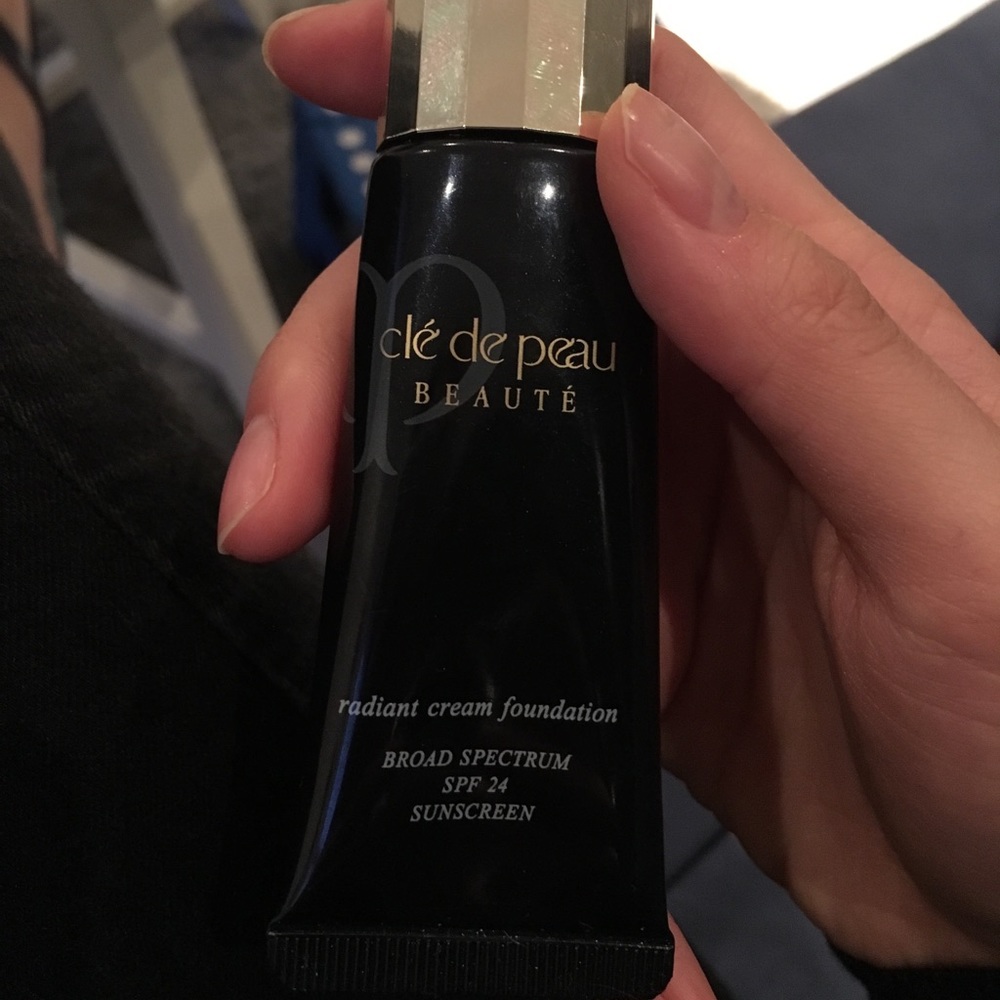 clé de peau
BEAUTÉ
radiant cream foundation
BROAD SPECTRUM
SPF 24
SUNSCREEN